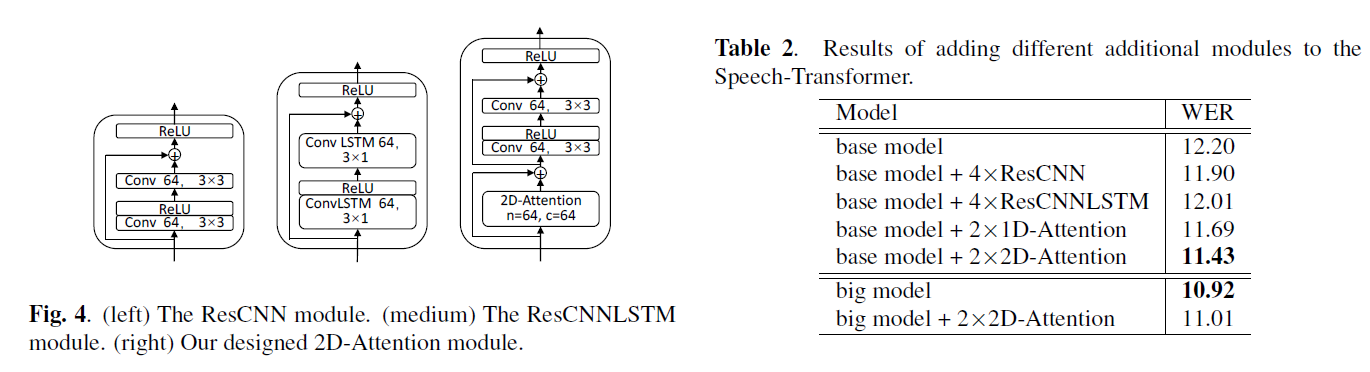 ReLU
Conv 64, 3×3
ReLU
Conv 64, 3×3
ReLU
Conv LSTM 64,
3×1
ReLU
ConvLSTM 64,
3×1
ReLU
Conv 64, 3×3
ReLU
Conv 64, 3×3
2D-Attention
n=64, c=64
Fig. 4. (left) The ResCNN module. (medium) The ResCNNLSTM
module. (right) Our designed 2D-Attention module.
Table 2. Results of adding different additional modules to the
Speech-Transformer.
Model WER
base model 12.20
base model + 4×ResCNN 11.90
base model + 4×ResCNNLSTM 12.01
base model + 2×1D-Attention 11.69
base model + 2×2D-Attention 11.43
big model 10.92
big model + 2×2D-Attention 11.01